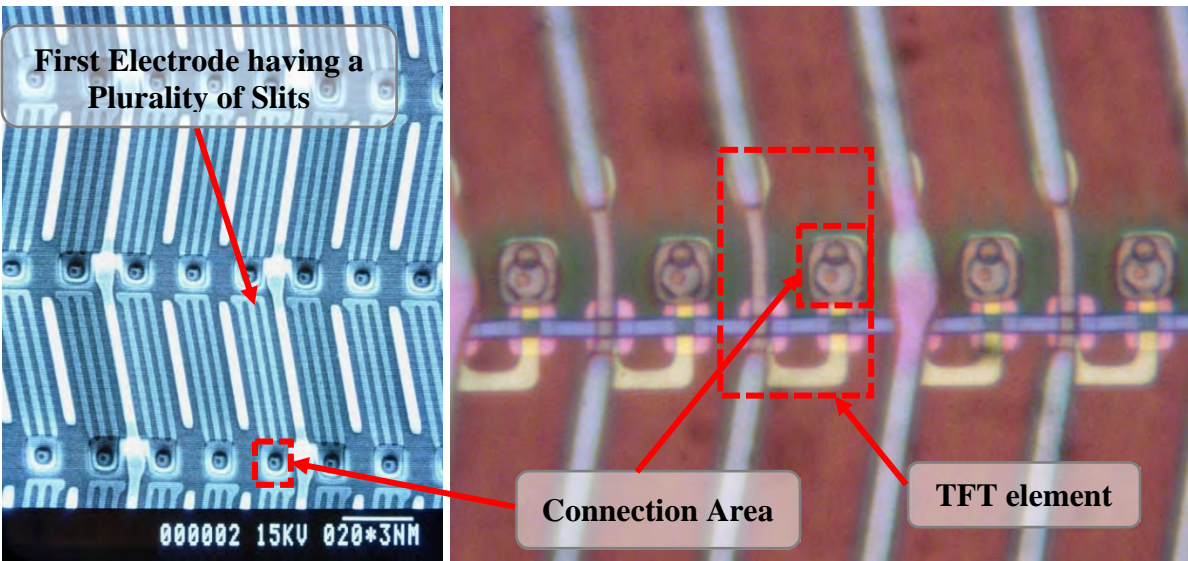 First Electrode having a
Plurality of Slits
Connection Area
TFT element
000002 15KV 020*3NM